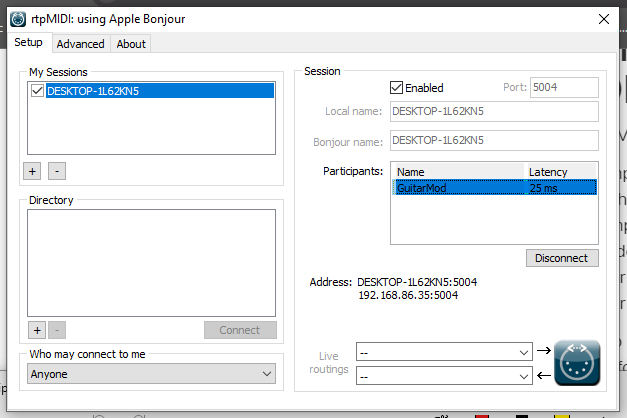 rtpMIDI: using Apple Bonjour
Setup
Advanced
About
My Sessions
DESKTOP-1L62KN5
+
-
Directory
+
-
Connect
Who may connect to me
Anyone
Session
Enabled
Port: 5004
Local name: DESKTOP-1L62KN5
Bonjour name: DESKTOP-1L62KN5
Participants:
Name Latency
GuitarMod 25 ms
Disconnect
Address: DESKTOP-1L62KN5:5004
192.168.86.35:5004
Live
routings
--
--